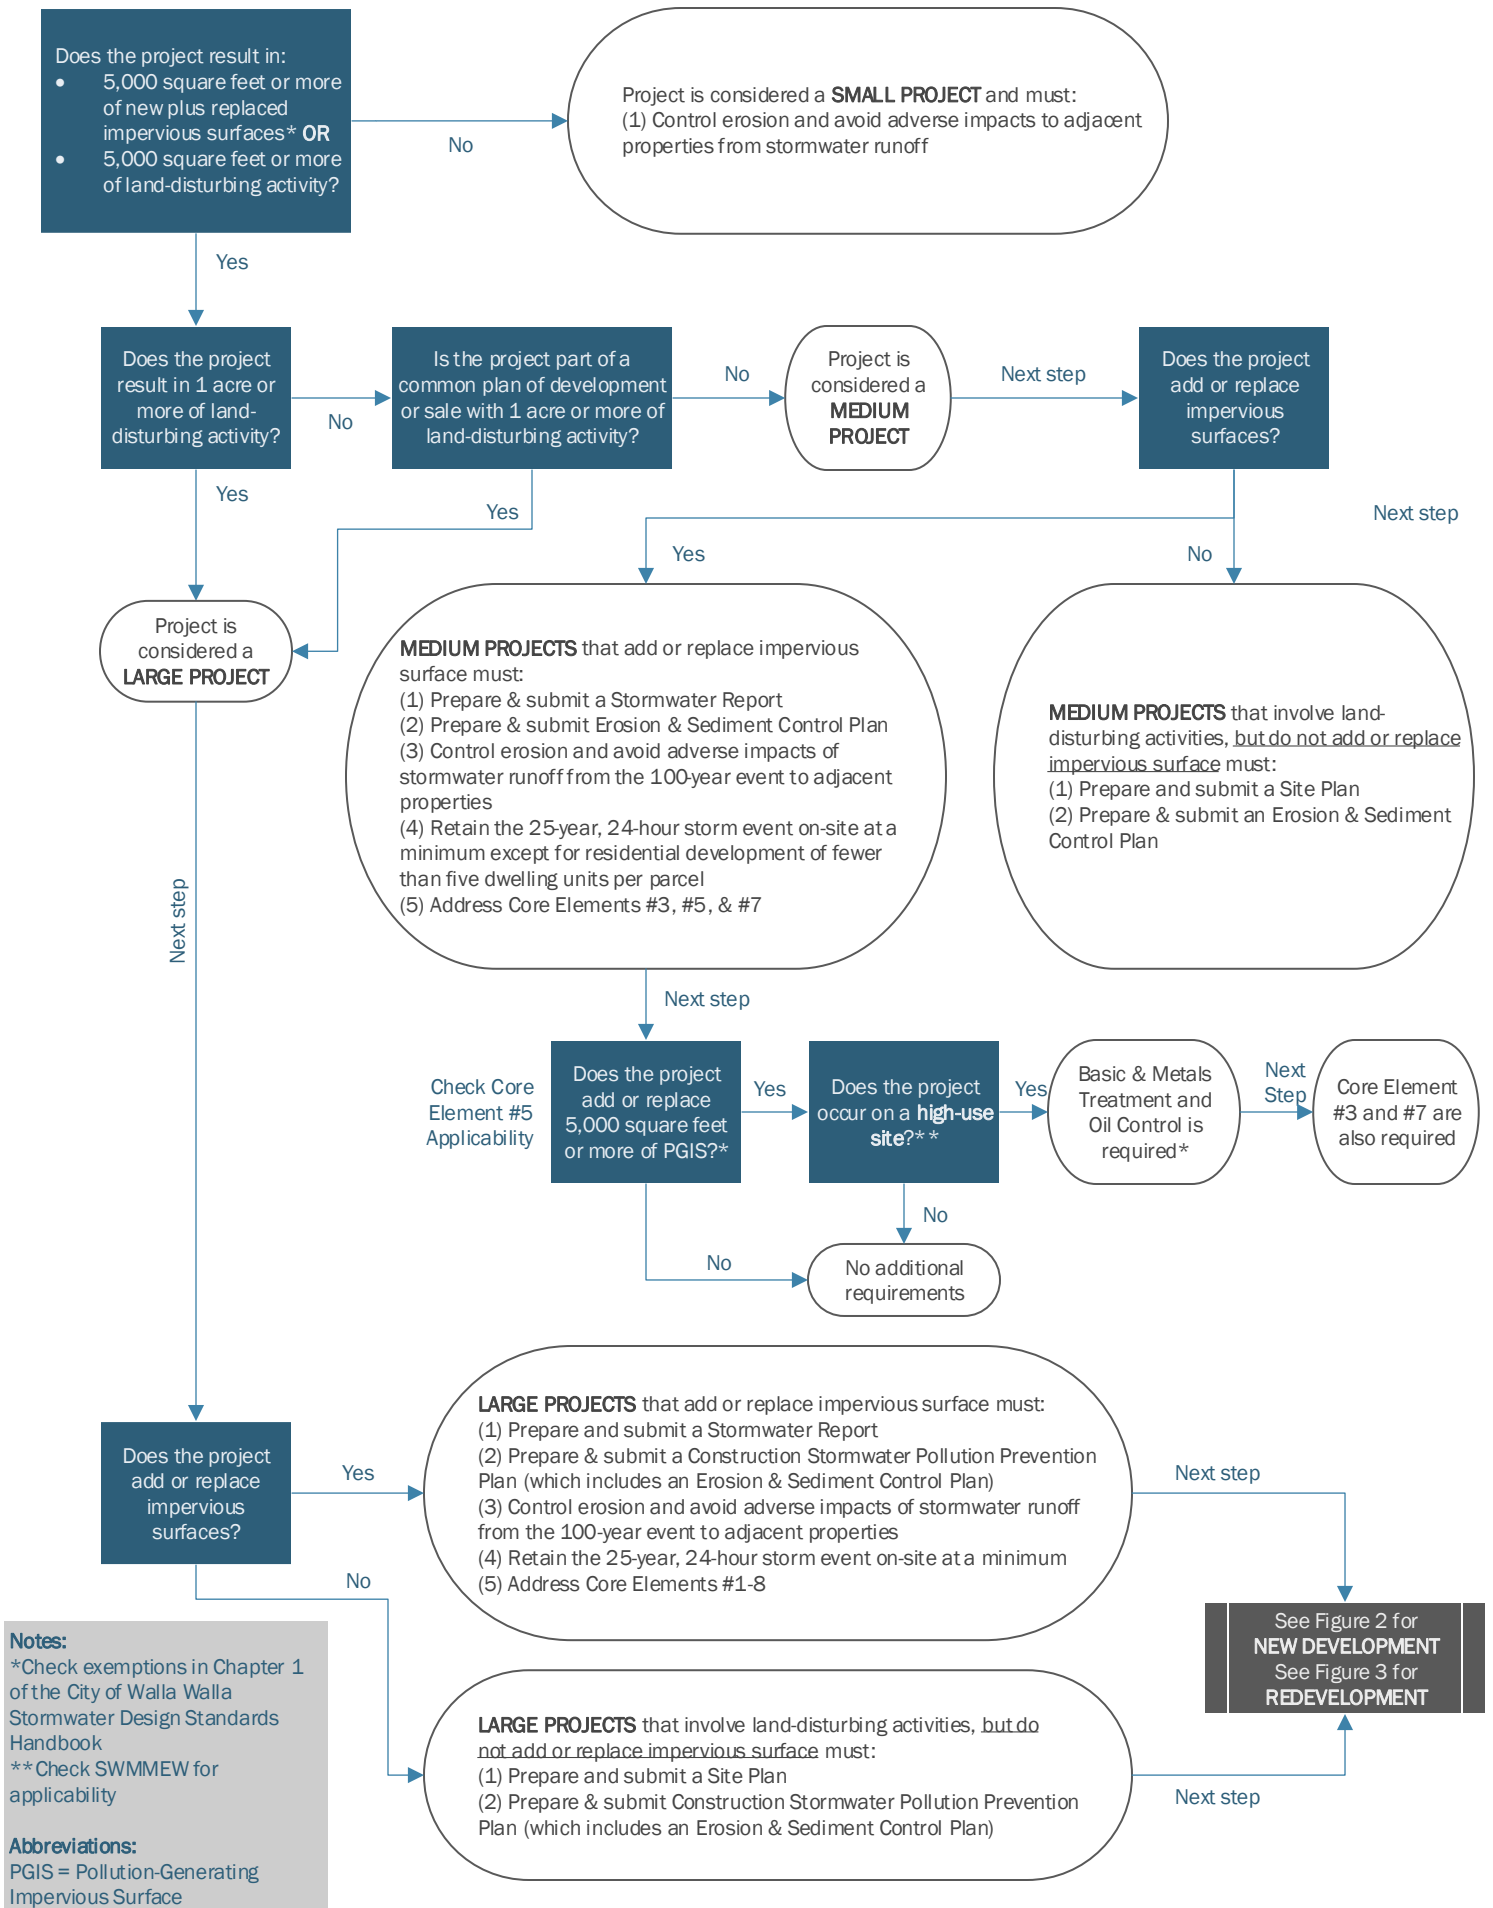 Does the project result in:
• 5,000 square feet or more
of new plus replaced
impervious surfaces* OR
• 5,000 square feet or more
of land-disturbing activity?
No
Project is considered a SMALL PROJECT and must:
(1) Control erosion and avoid adverse impacts to adjacent
properties from stormwater runoff
Yes
Does the project
result in 1 acre or
more of land-
disturbing activity?
No
Is the project part of a
common plan of development
or sale with 1 acre or more of
land-disturbing activity?
No
Project is
considered a
MEDIUM
PROJECT
Next step
Does the project
add or replace
impervious
surfaces?
Yes
Yes
Next step
Yes
No
Project is
considered a
LARGE PROJECT
MEDIUM PROJECTS that add or replace impervious
surface must:
(1) Prepare & submit a Stormwater Report
(2) Prepare & submit Erosion & Sediment Control Plan
(3) Control erosion and avoid adverse impacts of
stormwater runoff from the 100-year event to adjacent
properties
(4) Retain the 25-year, 24-hour storm event on-site at a
minimum except for residential development of fewer
than five dwelling units per parcel
(5) Address Core Elements #3, #5, & #7
MEDIUM PROJECTS that involve land-
disturbing activities, but do not add or replace
impervious surface must:
(1) Prepare and submit a Site Plan
(2) Prepare & submit an Erosion & Sediment
Control Plan
Next step
Next step
Check Core
Element #5
Applicability
Does the project
add or replace
5,000 square feet
or more of PGIS?*
Yes
Does the project
occur on a high-use
site?**
Yes
Basic & Metals
Treatment and
Oil Control is
required*
Next
Step
Core Element
#3 and #7 are
also required
No
No
No additional
requirements
Does the project
add or replace
impervious
surfaces?
Yes
LARGE PROJECTS that add or replace impervious surface must:
(1) Prepare and submit a Stormwater Report
(2) Prepare & submit a Construction Stormwater Pollution Prevention
Plan (which includes an Erosion & Sediment Control Plan)
(3) Control erosion and avoid adverse impacts of stormwater runoff
from the 100-year event to adjacent properties
(4) Retain the 25-year, 24-hour storm event on-site at a minimum
(5) Address Core Elements #1-8
Next step
No
See Figure 2 for
NEW DEVELOPMENT
See Figure 3 for
REDEVELOPMENT
LARGE PROJECTS that involve land-disturbing activities, but do
not add or replace impervious surface must:
(1) Prepare and submit a Site Plan
(2) Prepare & submit Construction Stormwater Pollution Prevention
Plan (which includes an Erosion & Sediment Control Plan)
Next step
Notes:
*Check exemptions in Chapter 1
of the City of Walla Walla
Stormwater Design Standards
Handbook
**Check SWMMEW for
applicability
Abbreviations:
PGIS = Pollution-Generating
Impervious Surface